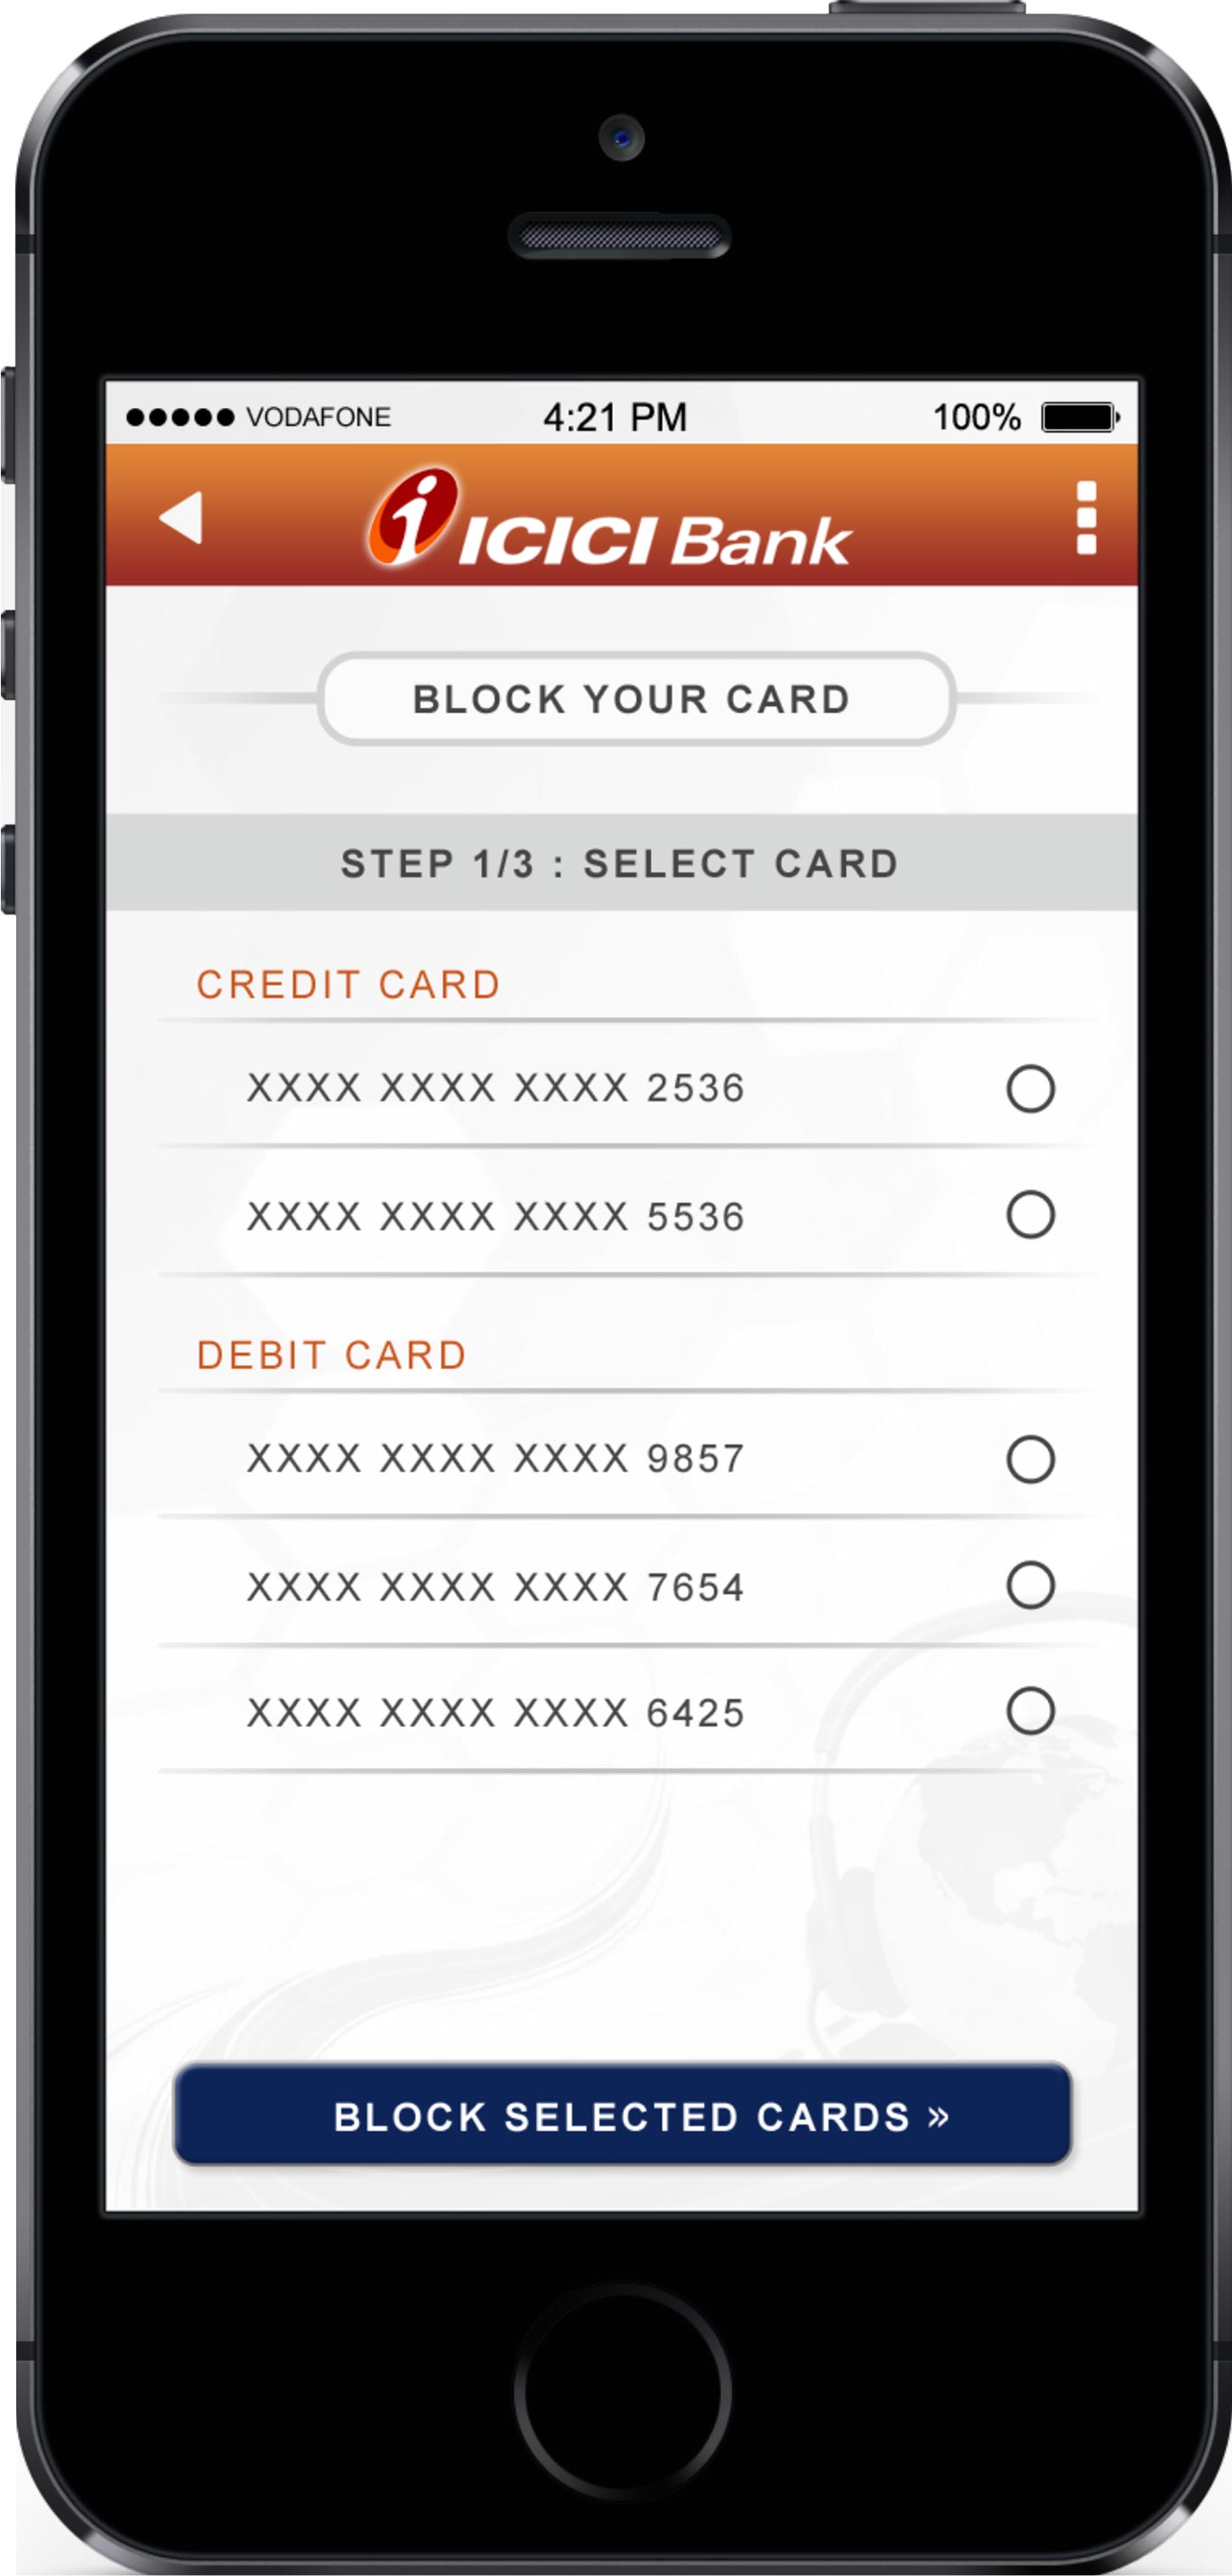 VODAFONE 4:21 PM 100%
i ICICI Bank
BLOCK YOUR CARD
STEP 1/3 : SELECT CARD
CREDIT CARD
XXXX XXXX XXXX 2536
XXXX XXXX XXXX 5536
DEBIT CARD
XXXX XXXX XXXX 9857
XXXX XXXX XXXX 7654
XXXX XXXX XXXX 6425
BLOCK SELECTED CARDS »